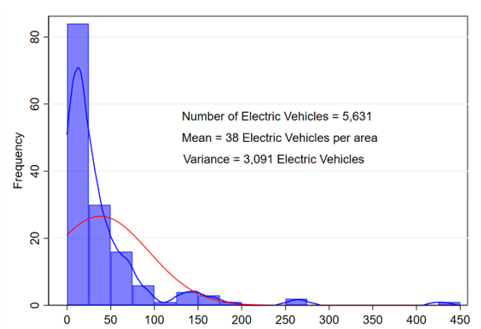 80
60
40
20
0
Frequency
Number of Electric Vehicles = 5,631
Mean = 38 Electric Vehicles per area
Variance = 3,091 Electric Vehicles
0 50 100 150 200 250 300 350 400 450